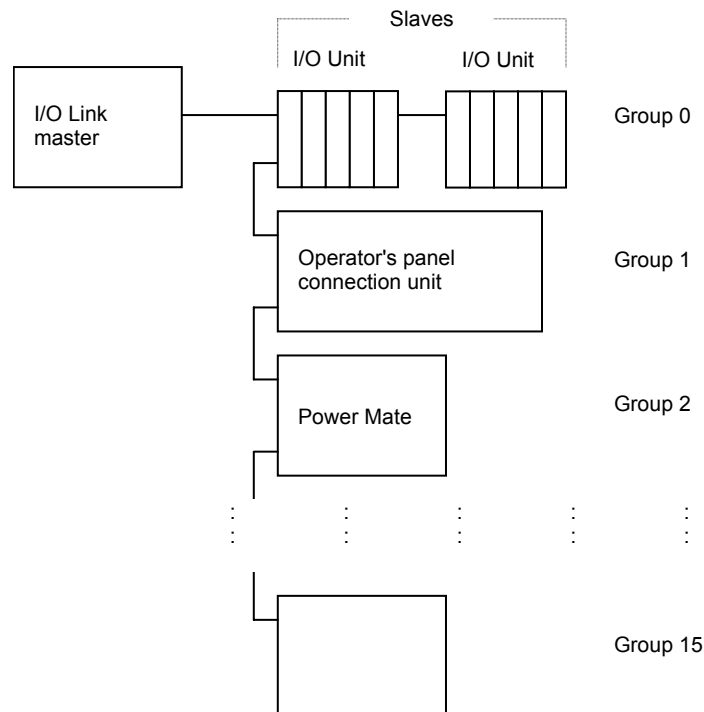 Slaves
I/O Unit
I/O Unit
I/O Link
master
Group 0
Operator's panel
connection unit
Group 1
Power Mate
Group 2
Group 15